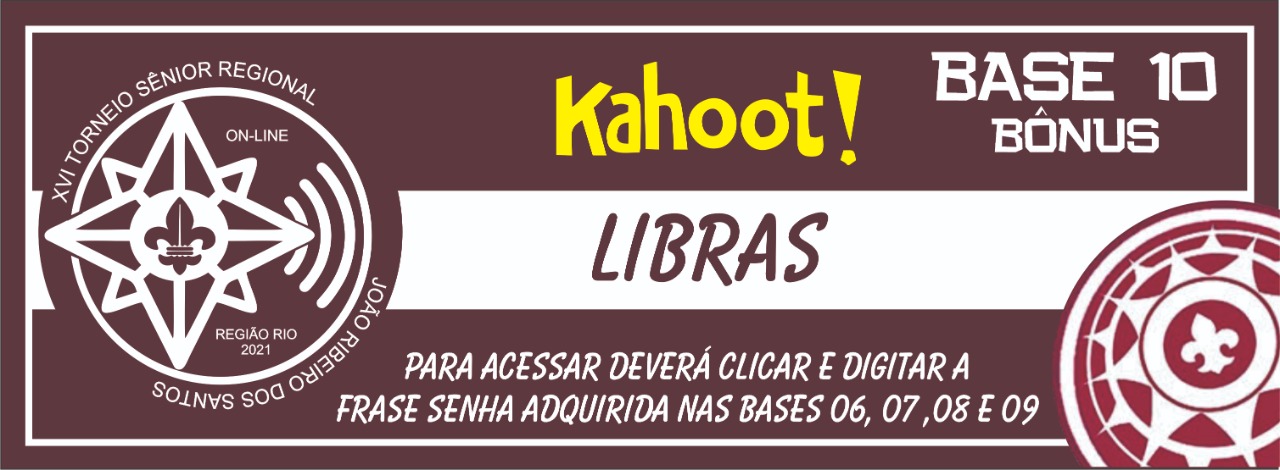 XVI TORNEIO SÊNIOR REGIONAL
ON-LINE
REGIÃO RIO
2021
JOÃO RIBEIRO DOS SANTOS
Kahoot!
BASE 10
BÔNUS
LIBRAS
PARA ACESSAR DEVERÁ CLICAR E DIGITAR A
FRASE SENHA ADQUIRIDA NAS BASES 06, 07 ,08 E 09